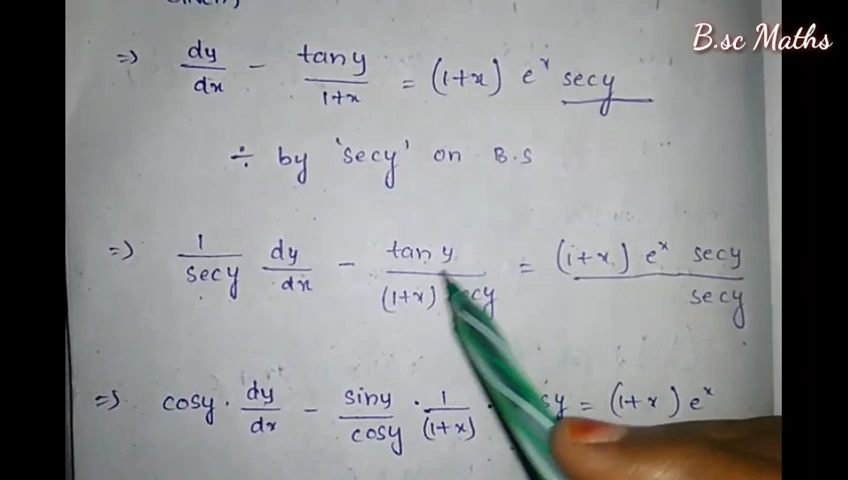 B.sc Maths
⇒ dy/dx - tany/1+x = (1+x) e^x secy
÷ by 'secy' on B.S
⇒ 1/secy dy/dx - tany/(1+x) = (1+x) e^x secy/secy
⇒ cosy · dy/dx - siny/cosy · 1/(1+x) · = (1+x) e^x